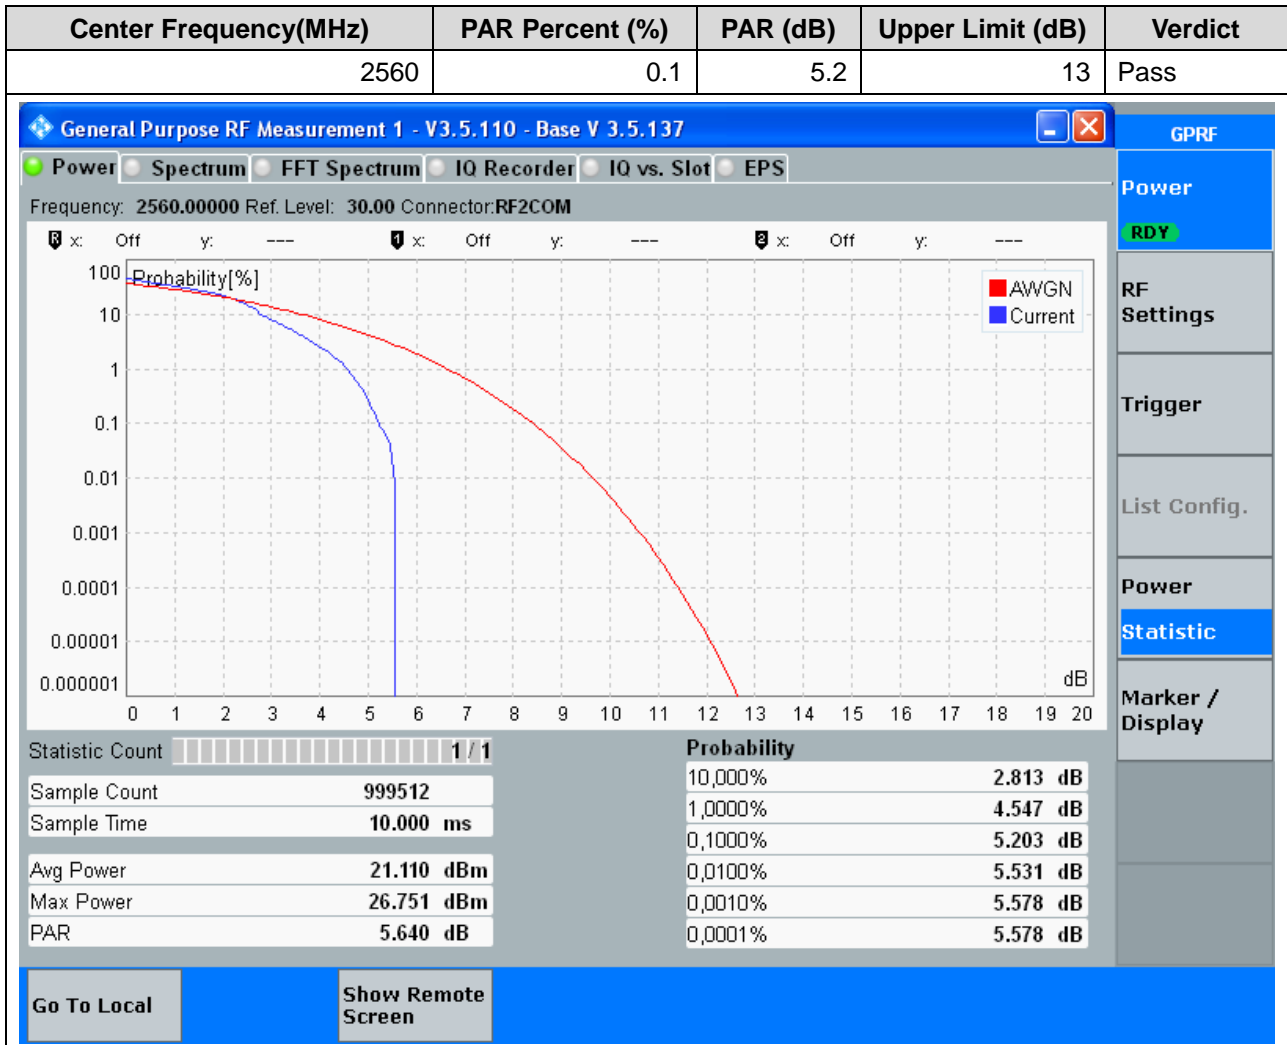 Center Frequency(MHz) PAR Percent (%) PAR (dB) Upper Limit (dB) Verdict
2560 0.1 5.2 13 Pass
General Purpose RF Measurement 1 - V3.5.110 - Base V 3.5.137
GPRF
Power Spectrum FFT Spectrum IQ Recorder IQ vs. Slot EPS
Power
RDY
Frequency: 2560.00000 Ref. Level: 30.00 Connector:RF2COM
R x: Off y: --- 1 x: Off y: --- 2 x: Off y: ---
Probability[%]
AWGN
Current
100
10
1
0.1
0.01
0.001
0.0001
0.00001
0.000001
dB
0 1 2 3 4 5 6 7 8 9 10 11 12 13 14 15 16 17 18 19 20
RF
Settings
Trigger
List Config.
Power
Statistic
Marker /
Display
Statistic Count 1 / 1
Sample Count 999512
Sample Time 10.000 ms
Avg Power 21.110 dBm
Max Power 26.751 dBm
PAR 5.640 dB
Probability
10,000% 2.813 dB
1,0000% 4.547 dB
0,1000% 5.203 dB
0,0100% 5.531 dB
0,0010% 5.578 dB
0,0001% 5.578 dB
Go To Local
Show Remote
Screen